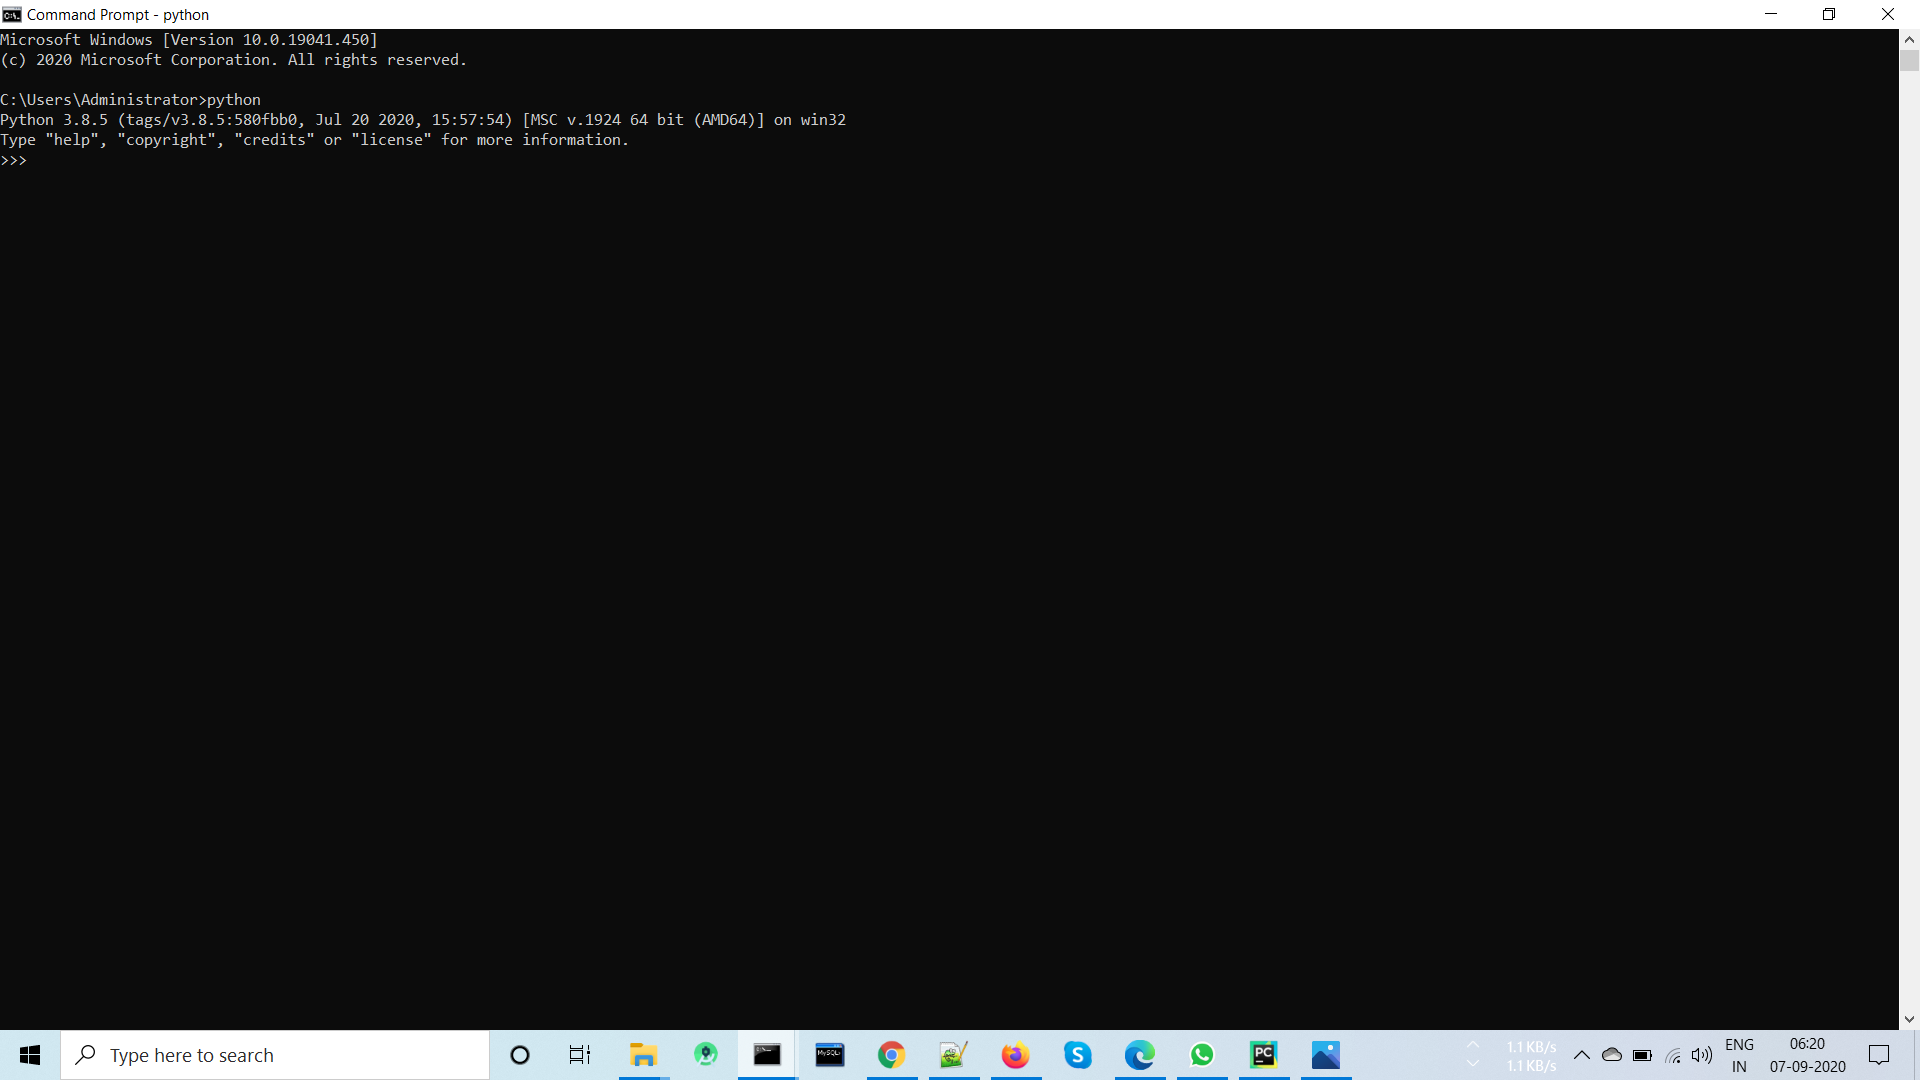 Command Prompt - python
Microsoft Windows [Version 10.0.19041.450]
(c) 2020 Microsoft Corporation. All rights reserved.
C:\Users\Administrator>python
Python 3.8.5 (tags/v3.8.5:580fbb0, Jul 20 2020, 15:57:54) [MSC v.1924 64 bit (AMD64)] on win32
Type "help", "copyright", "credits" or "license" for more information.
>>>
Type here to search
MySQL
S
PC
1.1 KB/s
1.1 KB/s
ENG
IN
06:20
07-09-2020